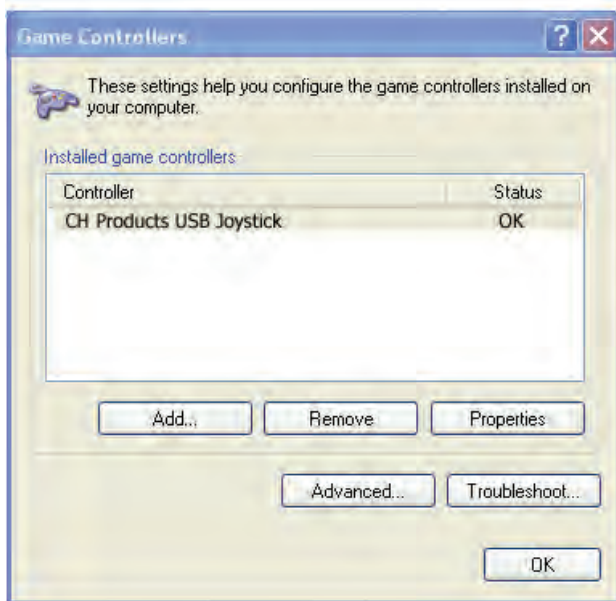 Game Controllers
These settings help you configure the game controllers installed on
your computer.
Installed game controllers
Controller Status
CH Products USB Joystick OK
Add... Remove Properties
Advanced... Troubleshoot...
OK